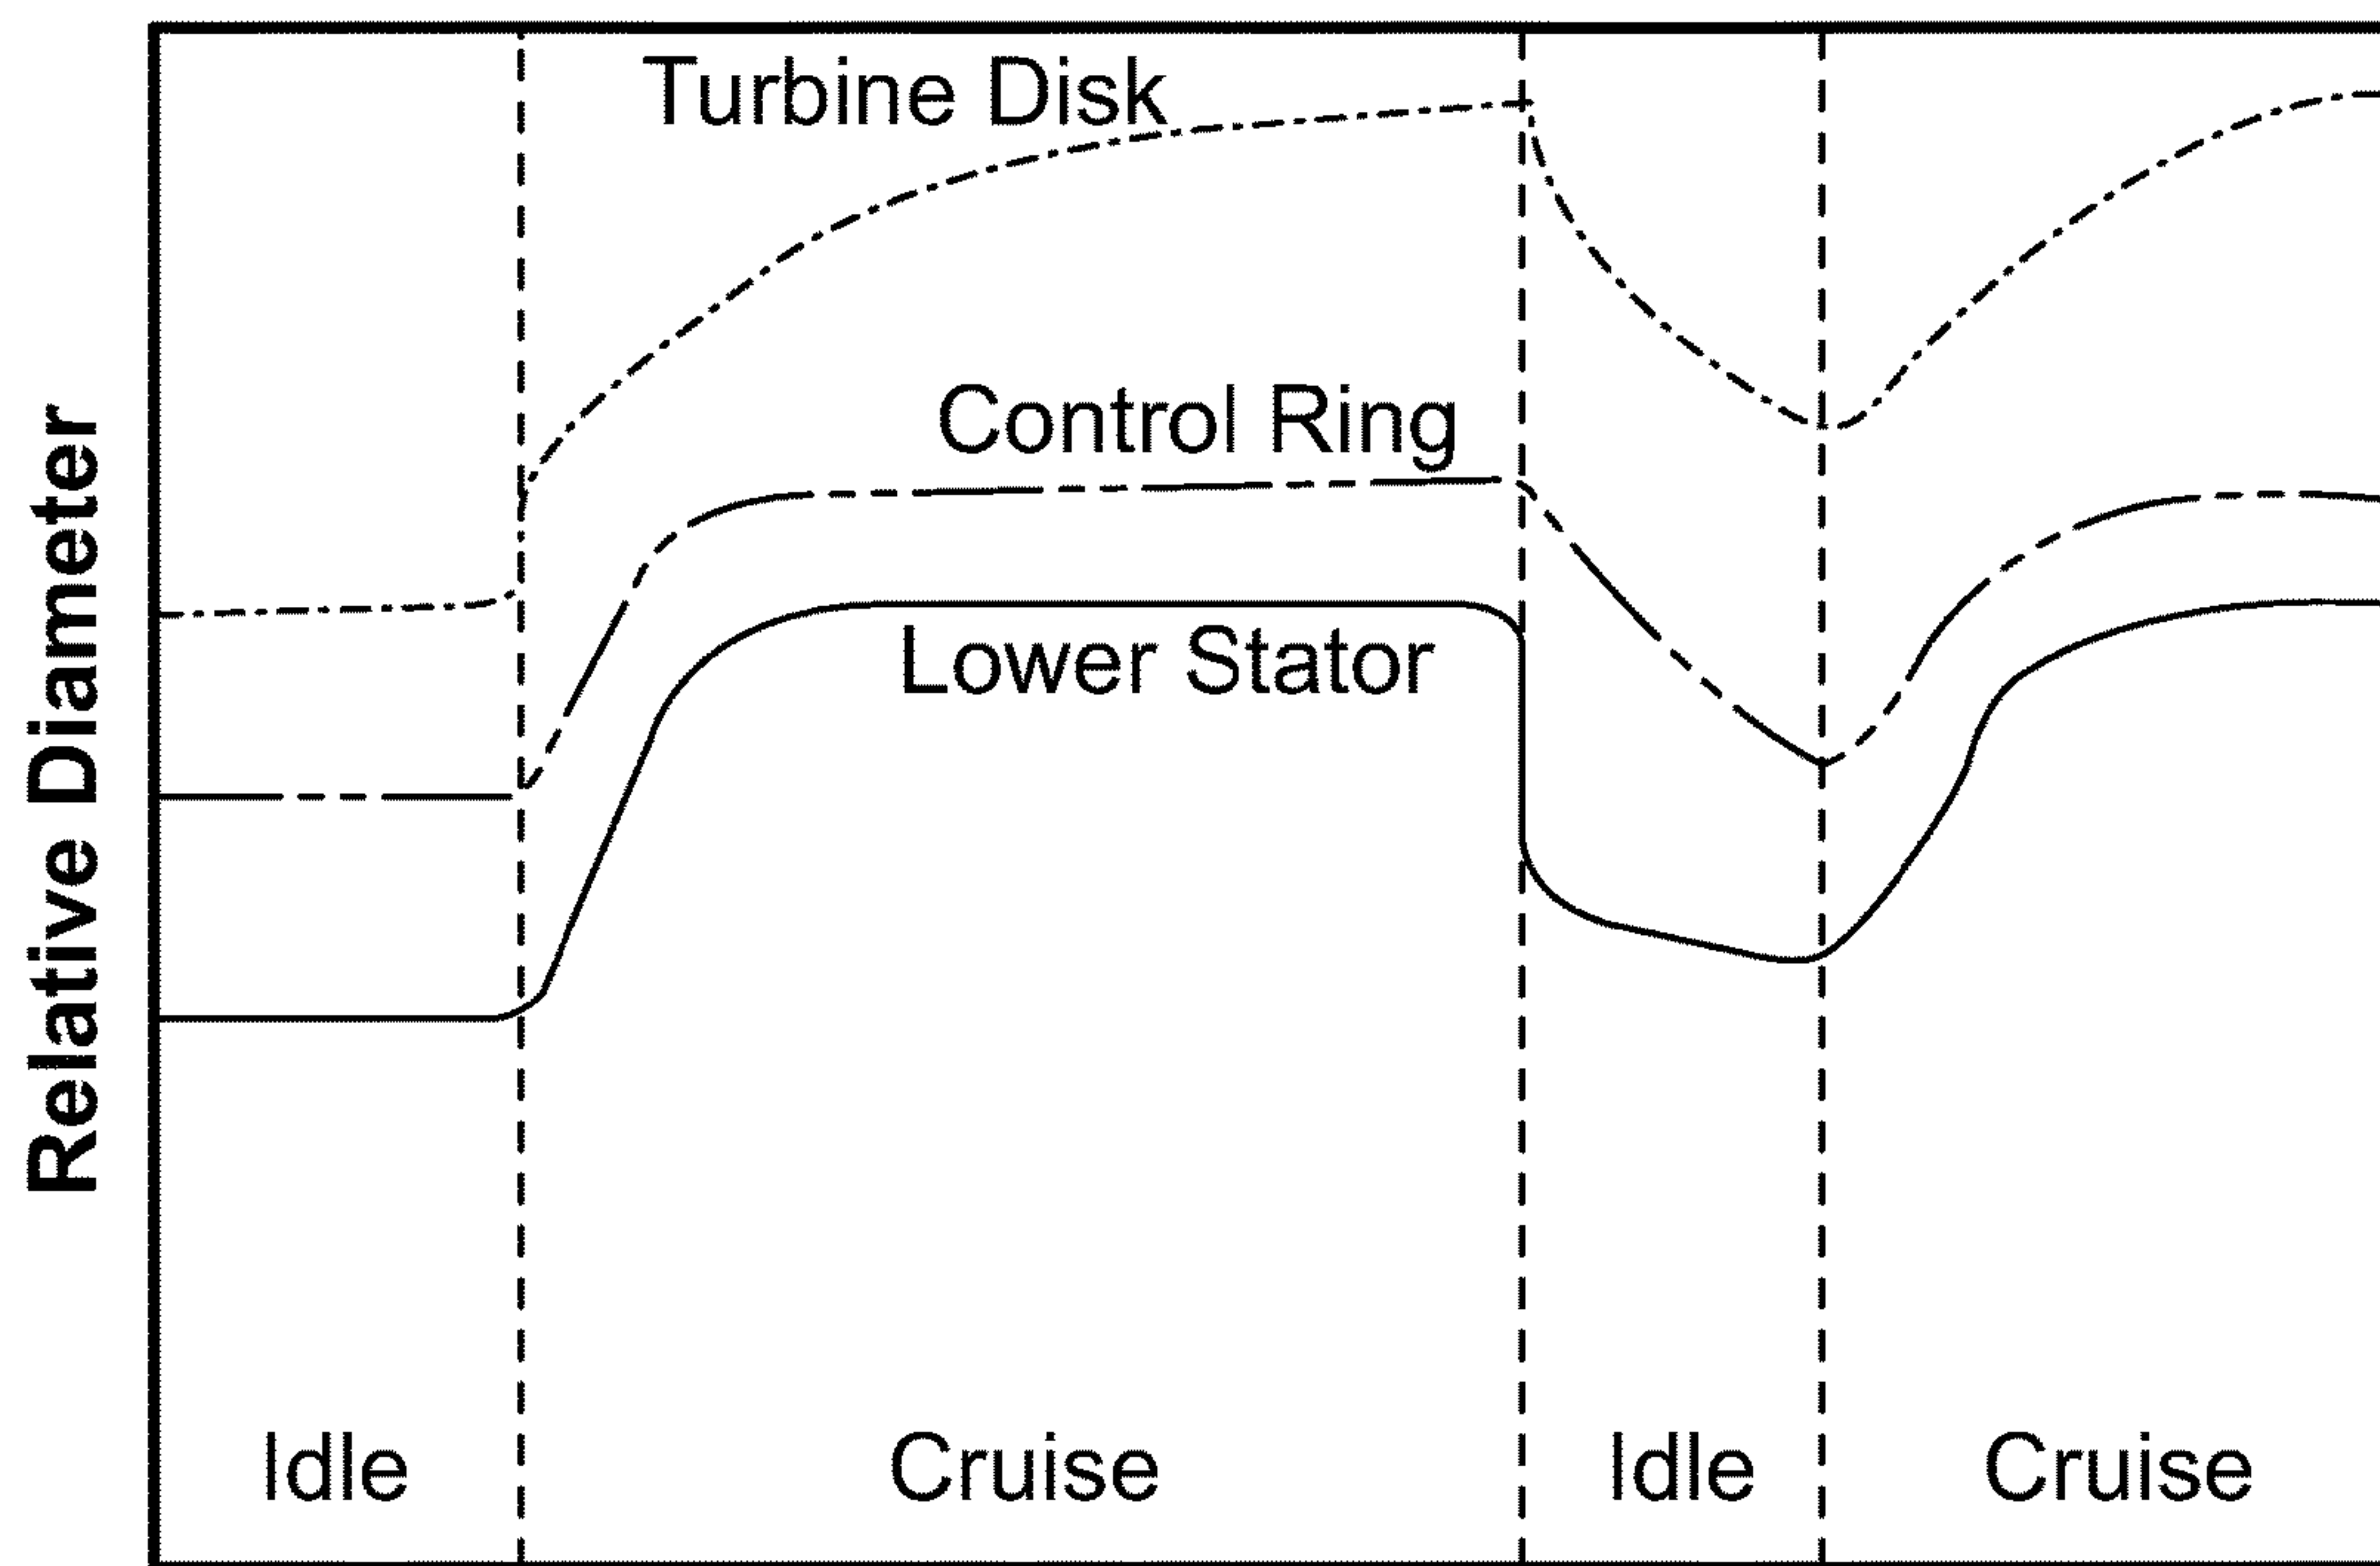 Turbine Disk
Control Ring
Lower Stator
Relative Diameter
Idle
Cruise
Idle
Cruise